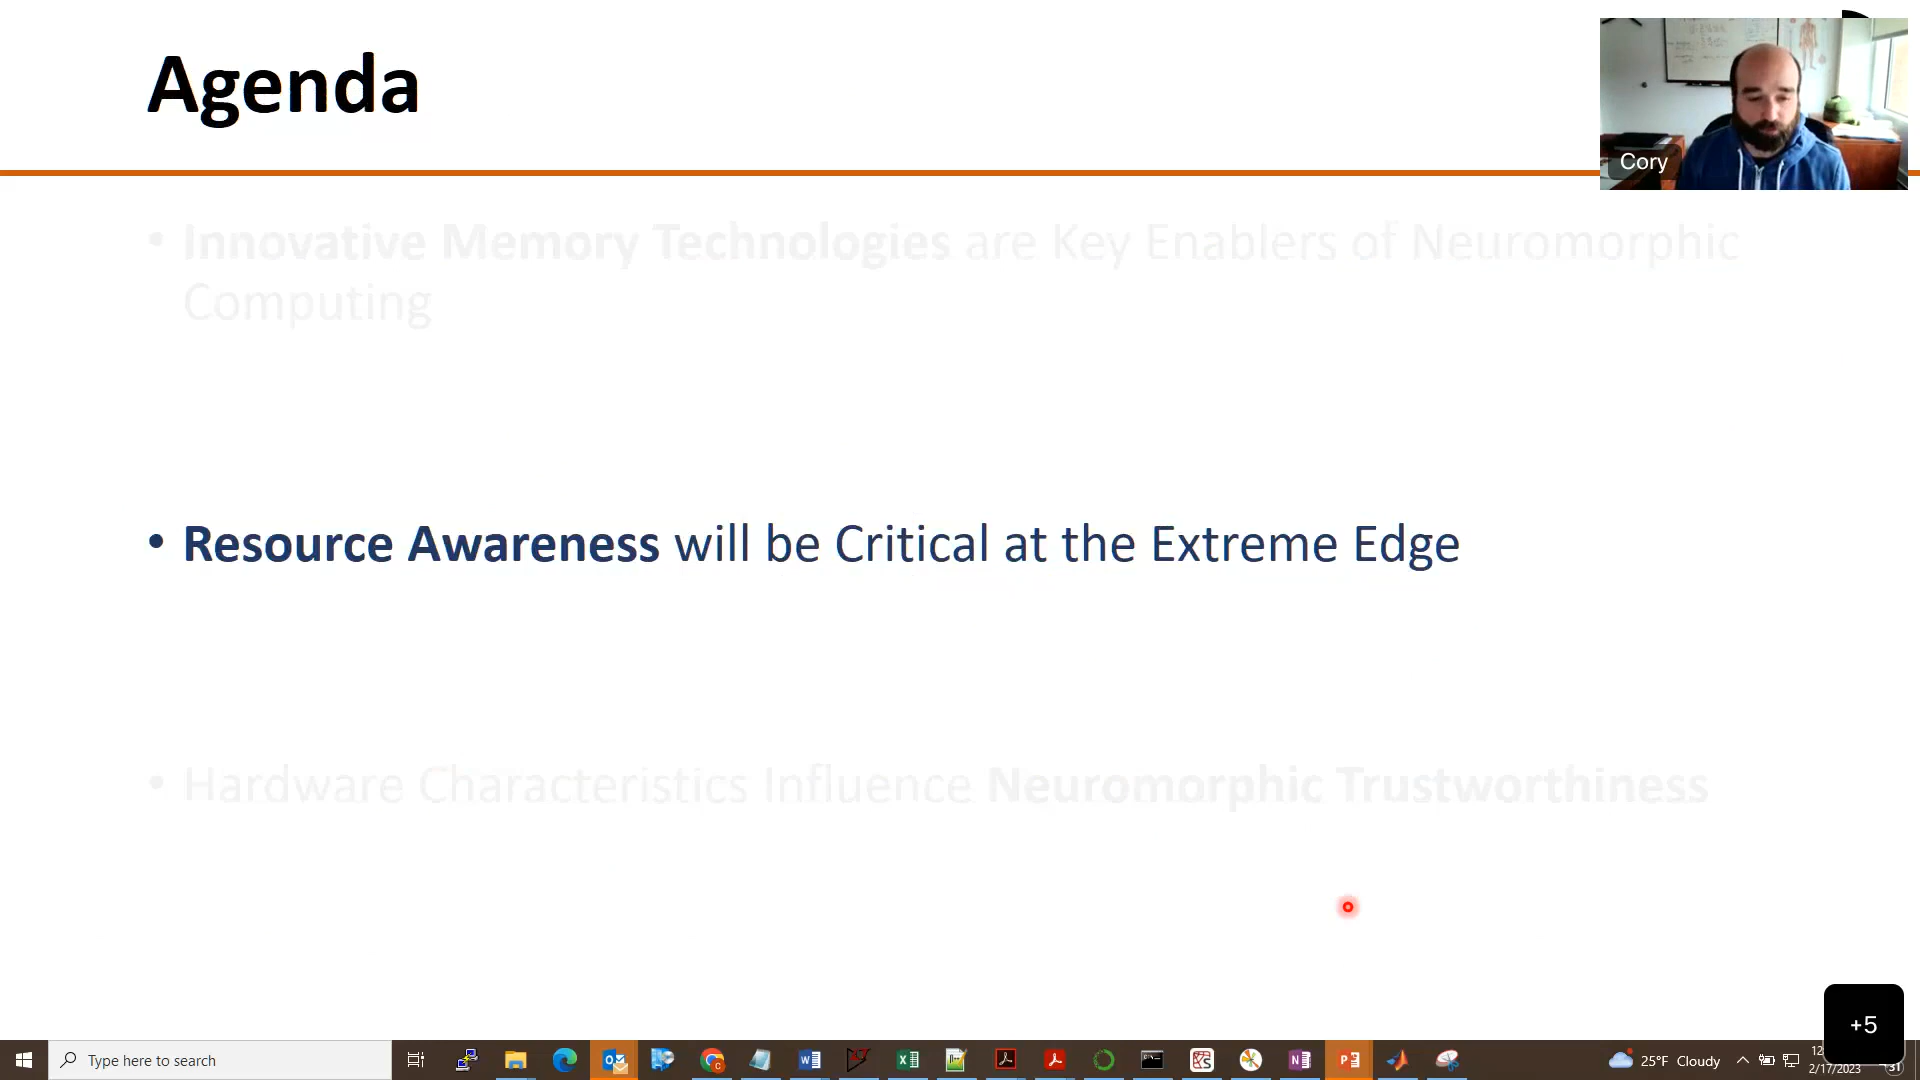 Agenda
Cory
• Innovative Memory Technologies are Key Enablers of Neuromorphic
Computing
• Resource Awareness will be Critical at the Extreme Edge
• Hardware Characteristics Influence Neuromorphic Trustworthiness
+5
Type here to search
25°F Cloudy
2/17/2023
31